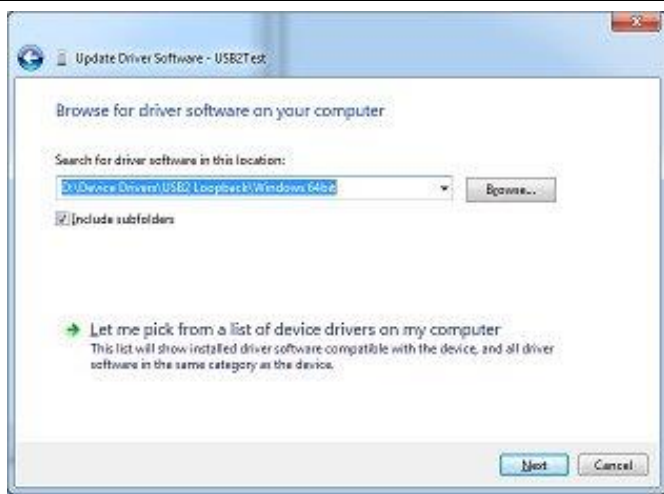 Update Driver Software - USB2Test
Browse for driver software on your computer
Search for driver software in this location:
D:\Device Drivers\USB2 Loopback\Windows 64bit
Browse...
Include subfolders
Let me pick from a list of device drivers on my computer
This list will show installed driver software compatible with the device, and all driver
software in the same category as the device.
Next
Cancel